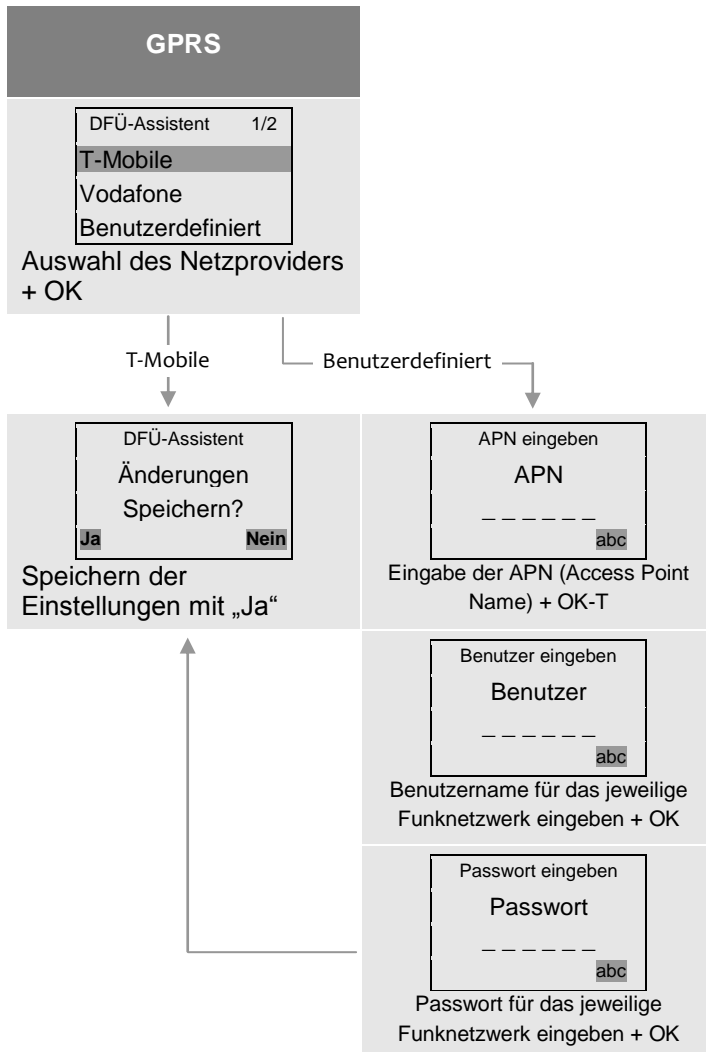 GPRS
DFÜ-Assistent 1/2
T-Mobile
Vodafone
Benutzerdefiniert
Auswahl des Netzproviders
+ OK
T-Mobile
Benutzerdefiniert
DFÜ-Assistent
Änderungen
Speichern?
Ja Nein
Speichern der
Einstellungen mit „Ja“
APN eingeben
APN
_ _ _ _ _ _
abc
Eingabe der APN (Access Point
Name) + OK-T
Benutzer eingeben
Benutzer
_ _ _ _ _ _
abc
Benutzername für das jeweilige
Funknetzwerk eingeben + OK
Passwort eingeben
Passwort
_ _ _ _ _ _
abc
Passwort für das jeweilige
Funknetzwerk eingeben + OK